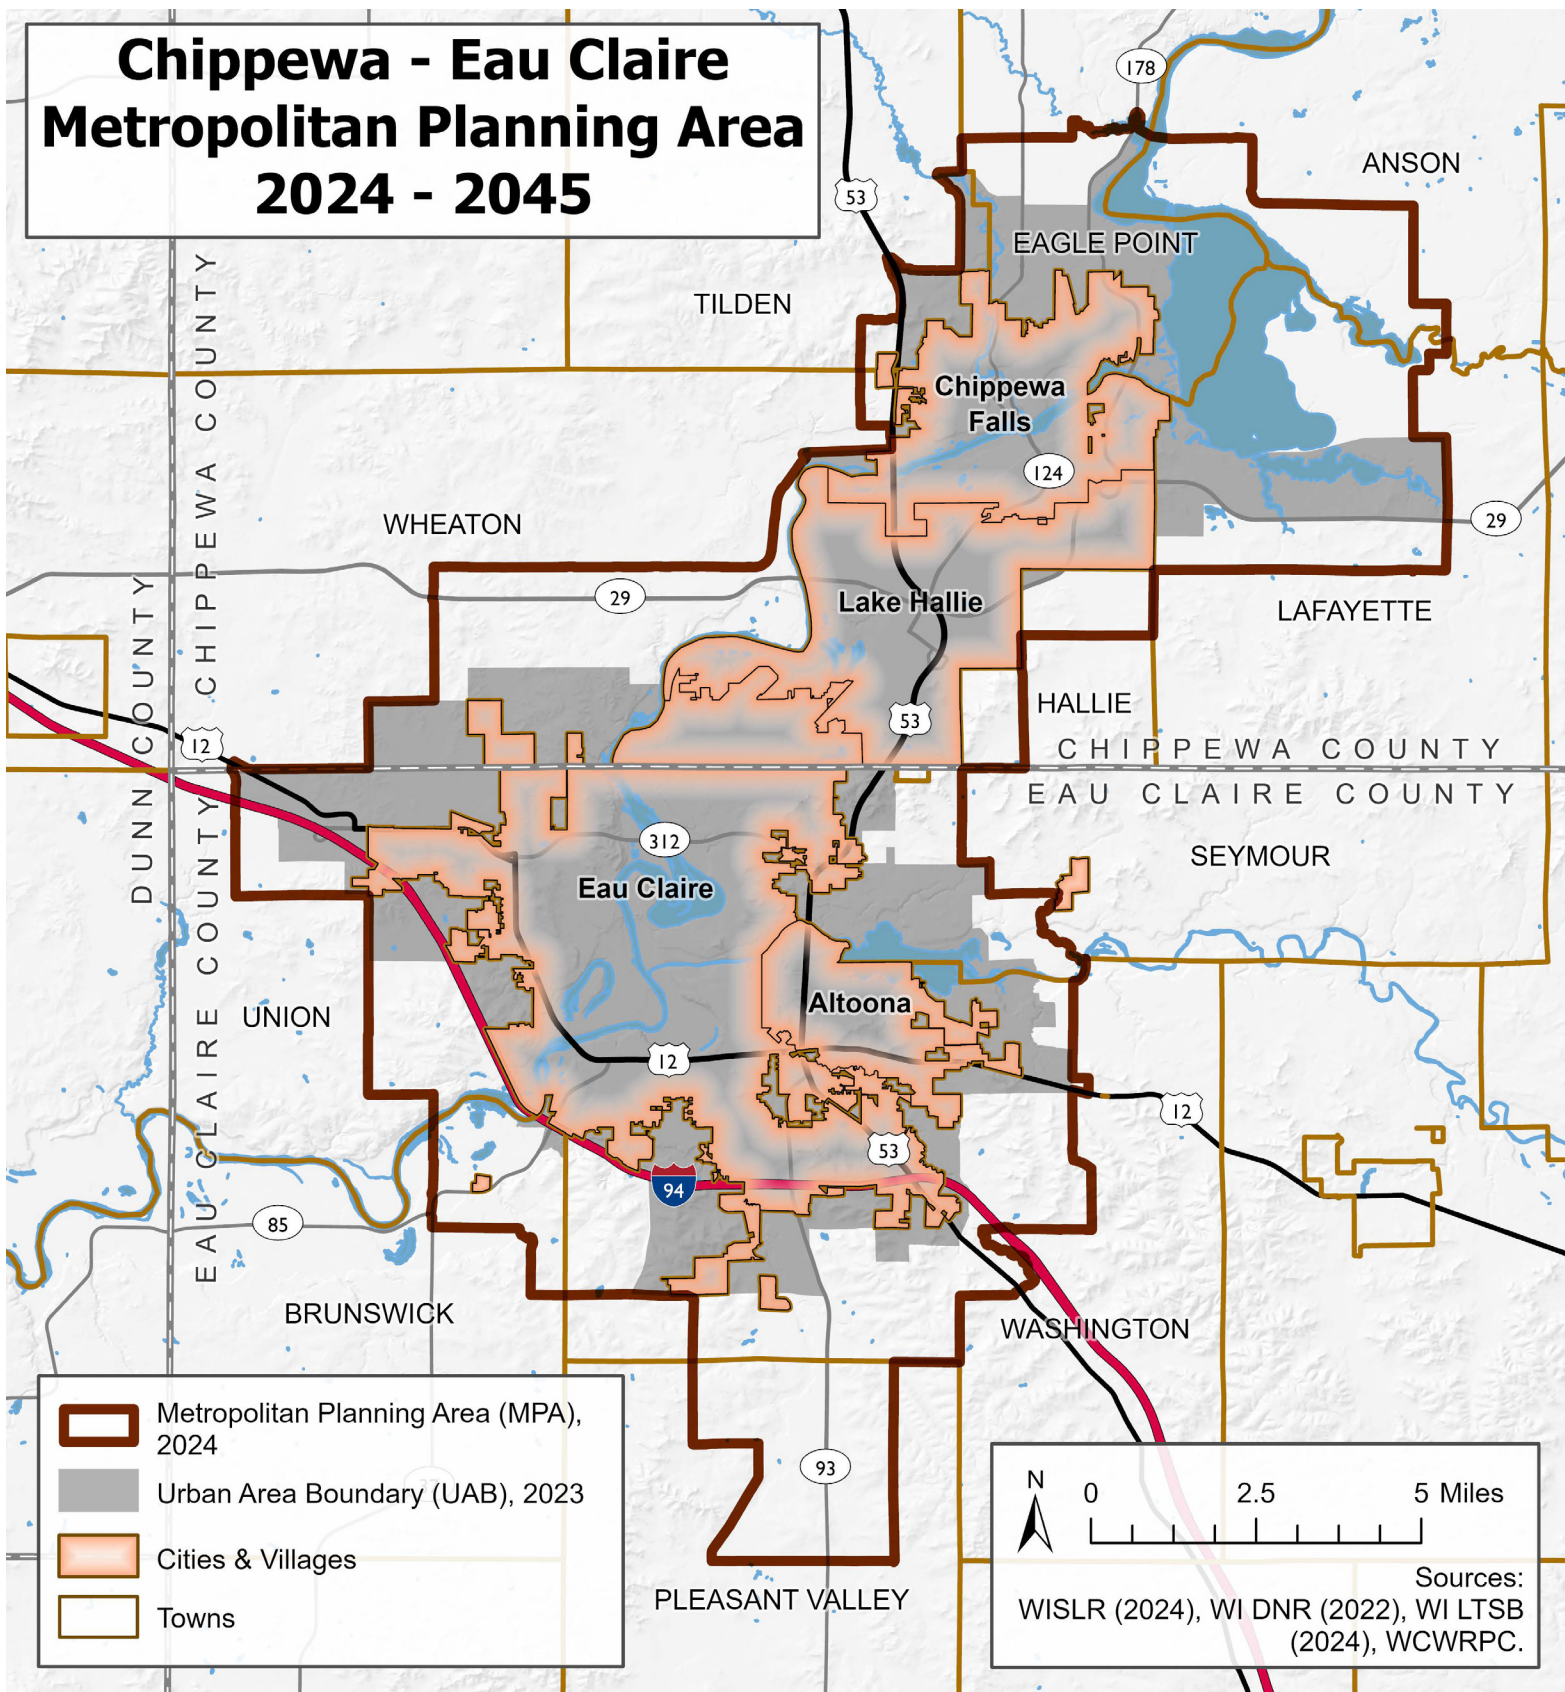 Chippewa - Eau Claire
Metropolitan Planning Area
2024 - 2045
178
ANSON
53
EAGLE POINT
TILDEN
CHIPPEWA COUNTY
Chippewa
Falls
124
WHEATON
29
29
Lake Hallie
LAFAYETTE
DUNN COUNTY
HALLIE
53
12
CHIPPEWA COUNTY
EAU CLAIRE COUNTY
312
SEYMOUR
Eau Claire
EAU CLAIRE COUNTY
Altoona
UNION
12
12
53
94
85
BRUNSWICK
WASHINGTON
Metropolitan Planning Area (MPA),
2024
Urban Area Boundary (UAB), 2023
Cities & Villages
Towns
93
PLEASANT VALLEY
N
0 2.5 5 Miles
Sources:
WISLR (2024), WI DNR (2022), WI LTSB
(2024), WCWRPC.